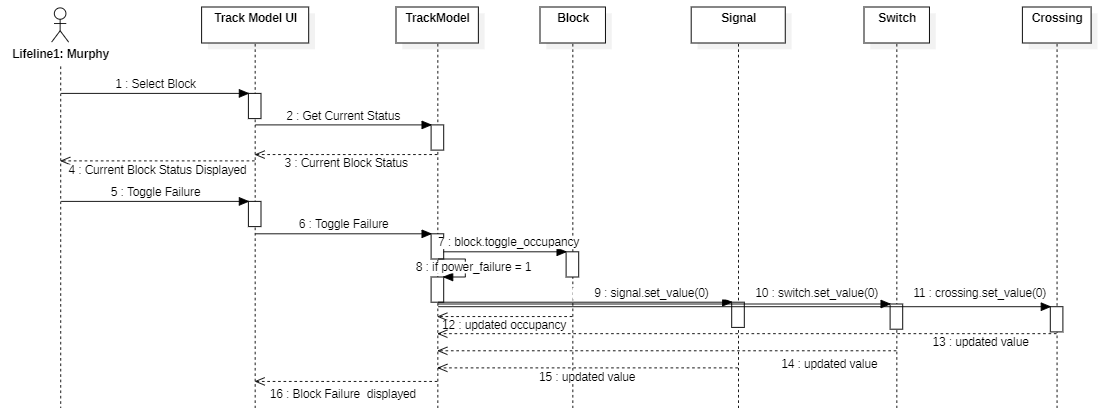 Track Model UI
TrackModel
Block
Signal
Switch
Crossing
Lifeline1: Murphy
1 : Select Block
2 : Get Current Status
3 : Current Block Status
4 : Current Block Status Displayed
5 : Toggle Failure
6 : Toggle Failure
7 : block.toggle_occupancy
8 : if power_failure = 1
9 : signal.set_value(0)
10 : switch.set_value(0)
11 : crossing.set_value(0)
12 : updated occupancy
13 : updated value
14 : updated value
15 : updated value
16 : Block Failure  displayed